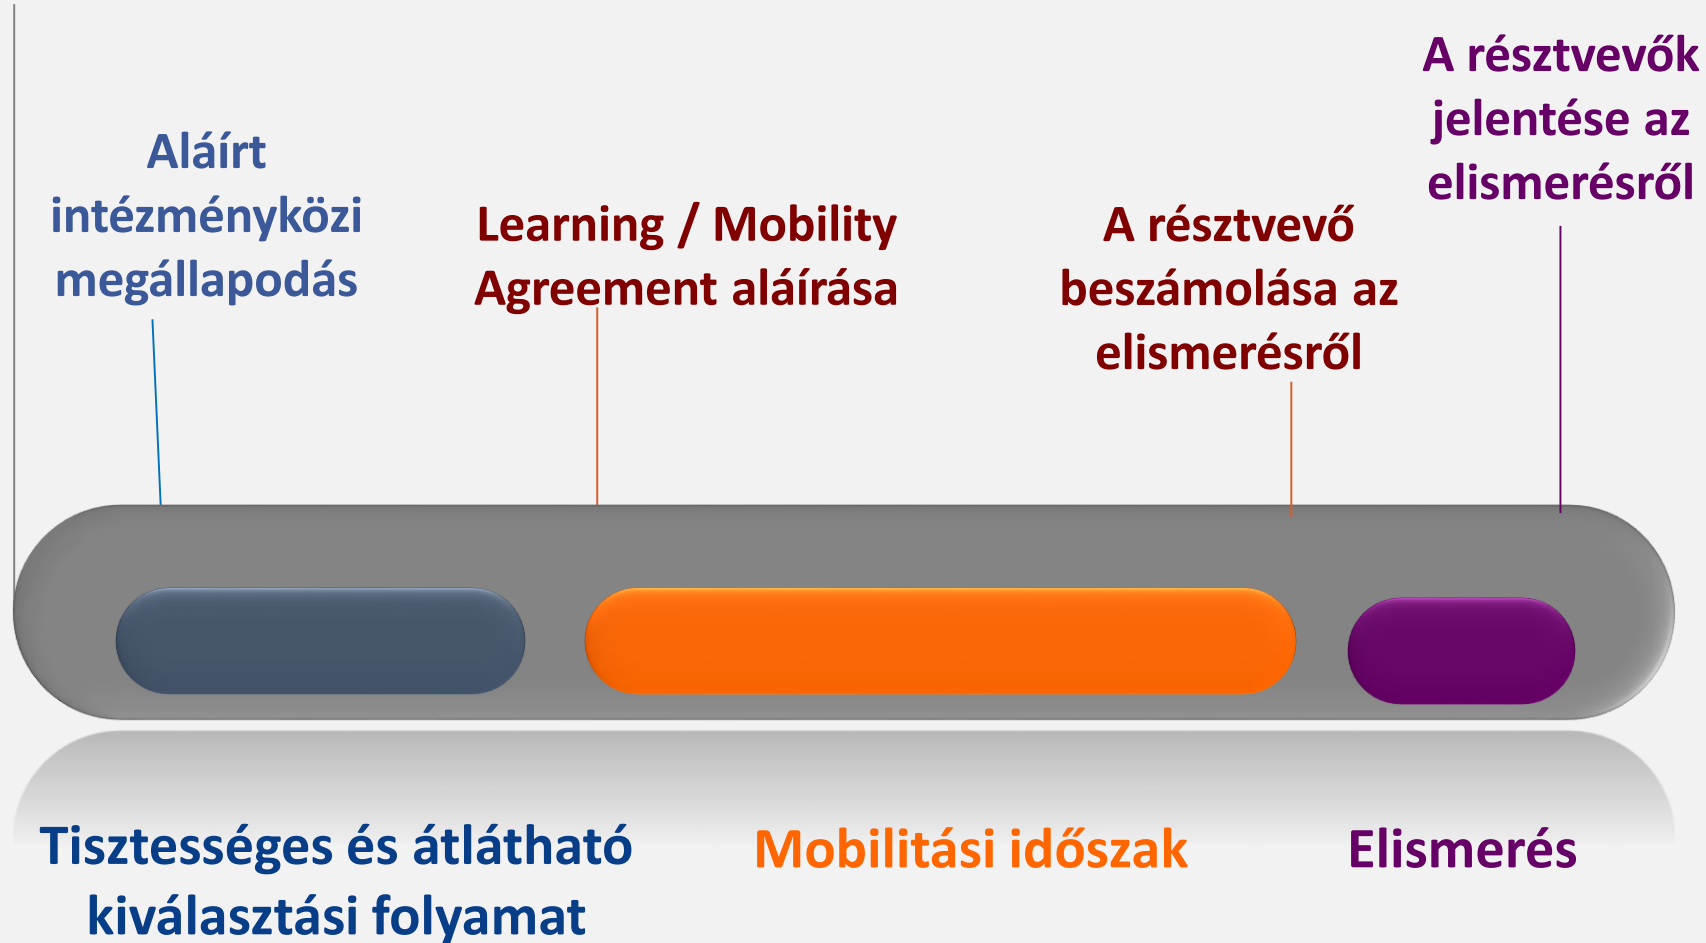 Aláírt
intézményközi
megállapodás
Learning / Mobility
Agreement aláírása
A résztvevő
beszámolása az
elismerésről
A résztvevők
jelentése az
elismerésről
Tisztességes és átlátható
kiválasztási folyamat
Mobilitási időszak
Elismerés